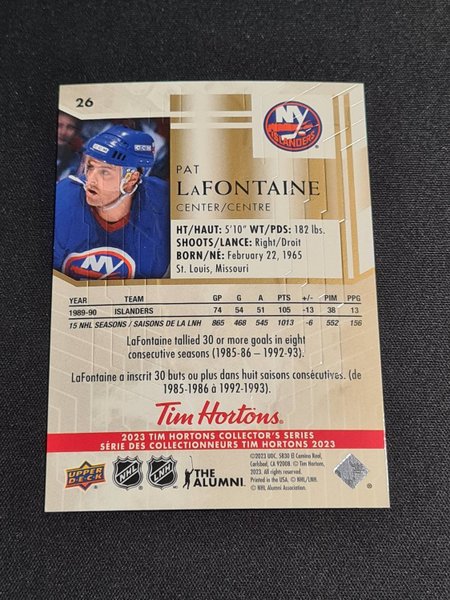 26
NY
ISLANDERS
PAT
LAFONTAINE
CENTER/CENTRE
HT/HAUT: 5'10" WT/PDS: 182 lbs.
SHOOTS/LANCE: Right/Droit
BORN/NÉ: February 22, 1965
St. Louis, Missouri
YEAR TEAM GP G A PTS +/- PIM PPG
1989-90 ISLANDERS 74 54 51 105 -13 38 13
15 NHL SEASONS / SAISONS DE LA LNH 865 468 545 1013 -6 552 156
LaFontaine tallied 30 or more goals in eight
consecutive seasons (1985-86 – 1992-93).
LaFontaine a inscrit 30 buts ou plus dans huit saisons consécutives. (de
1985-1986 à 1992-1993).
Tim Hortons®
2023 TIM HORTONS COLLECTOR'S SERIES
SÉRIE DES COLLECTIONNEURS TIM HORTONS 2023
UPPER DECK NHL LNH THE ALUMNI
©2023 UDC. 5830 El Camino Real,
Carlsbad, CA 92008. © Tim Hortons,
2023. All rights reserved.
Printed in the USA. © NHL/LNH.
© NHL Alumni Association.
®